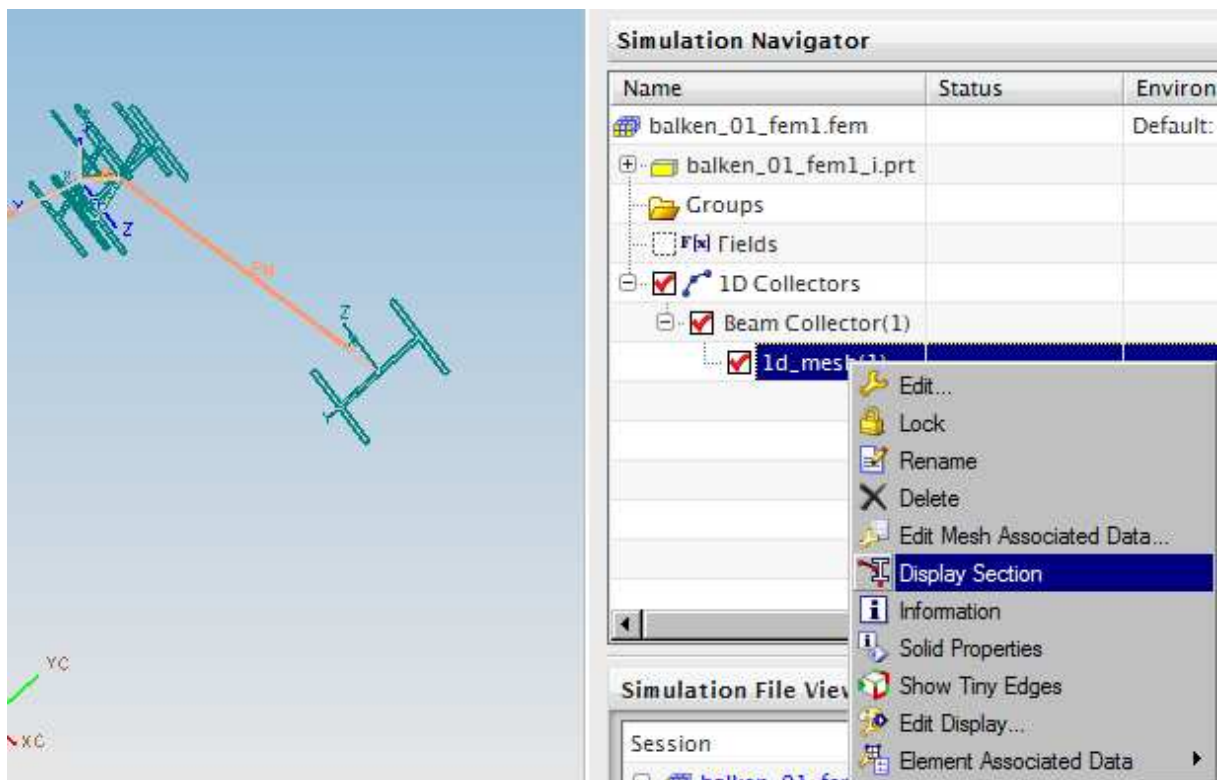 Simulation Navigator
Name Status Environ
balken_01_fem1.fem Default:
balken_01_fem1_i.prt
Groups
F[x] Fields
1D Collectors
Beam Collector(1)
1d_mesh(1)
Edit...
Lock
Rename
Delete
Edit Mesh Associated Data...
Display Section
Information
Solid Properties
Show Tiny Edges
Edit Display...
Element Associated Data
Simulation File View
Session
Z
Z
Y
YC
XC